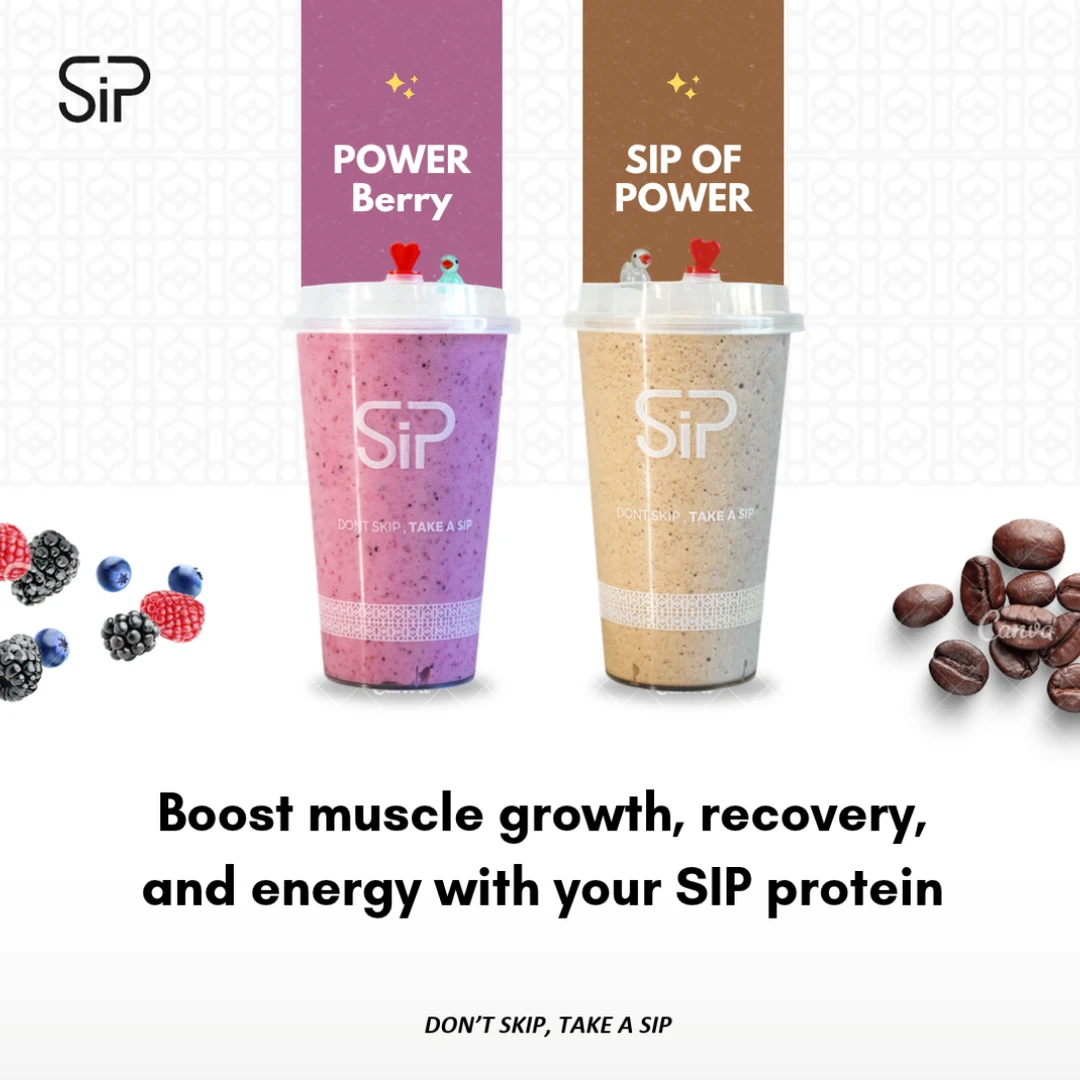 SiP
POWER
Berry
SIP OF
POWER
SiP
DONT SKIP, TAKE A SIP
SiP
DONT SKIP, TAKE A SIP
Canva
Canva
Boost muscle growth, recovery,
and energy with your SIP protein
DON'T SKIP, TAKE A SIP